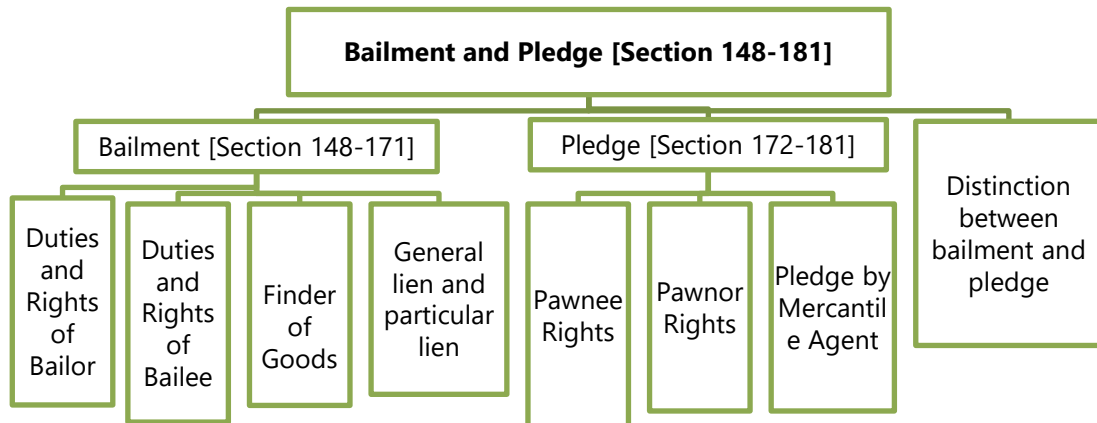 Bailment and Pledge [Section 148-181]
Bailment [Section 148-171]
Pledge [Section 172-181]
Distinction
between
bailment and
pledge
Duties
and
Rights
of
Bailor
Duties
and
Rights
of
Bailee
Finder
of
Goods
General
lien and
particular
lien
Pawnee
Rights
Pawnor
Rights
Pledge by
Mercantil
e Agent